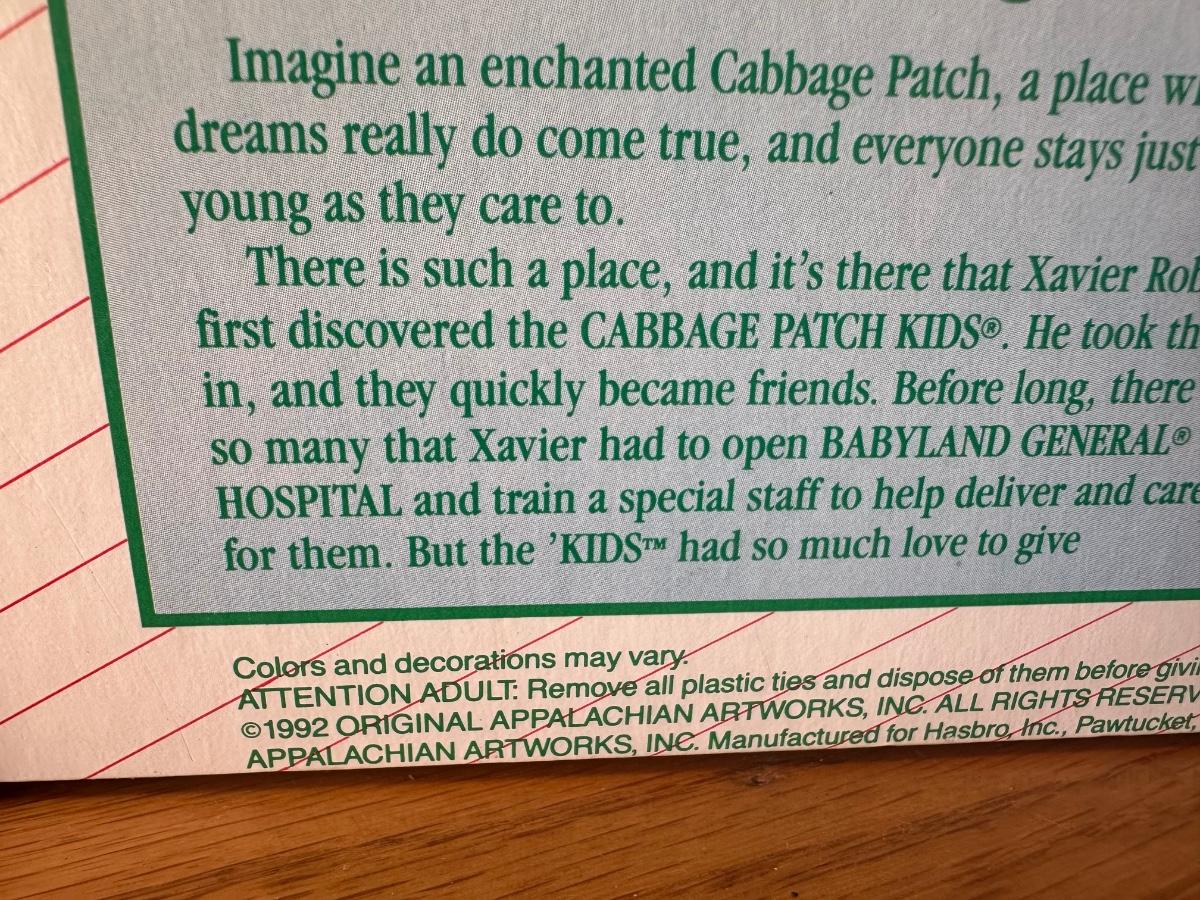 Imagine an enchanted Cabbage Patch, a place
dreams really do come true, and everyone stays just
young as they care to.
There is such a place, and it's there that Xavier
first discovered the CABBAGE PATCH KIDS®. He took
in, and they quickly became friends. Before long, there
so many that Xavier had to open BABYLAND GENERAL®
HOSPITAL and train a special staff to help deliver and care
for them. But the 'KIDS™ had so much love to give
Colors and decorations may vary.
ATTENTION ADULT: Remove all plastic ties and dispose of them before
©1992 ORIGINAL APPALACHIAN ARTWORKS, INC. ALL RIGHTS
APPALACHIAN ARTWORKS, INC. Manufactured for Hasbro, Inc., Pawtucket,